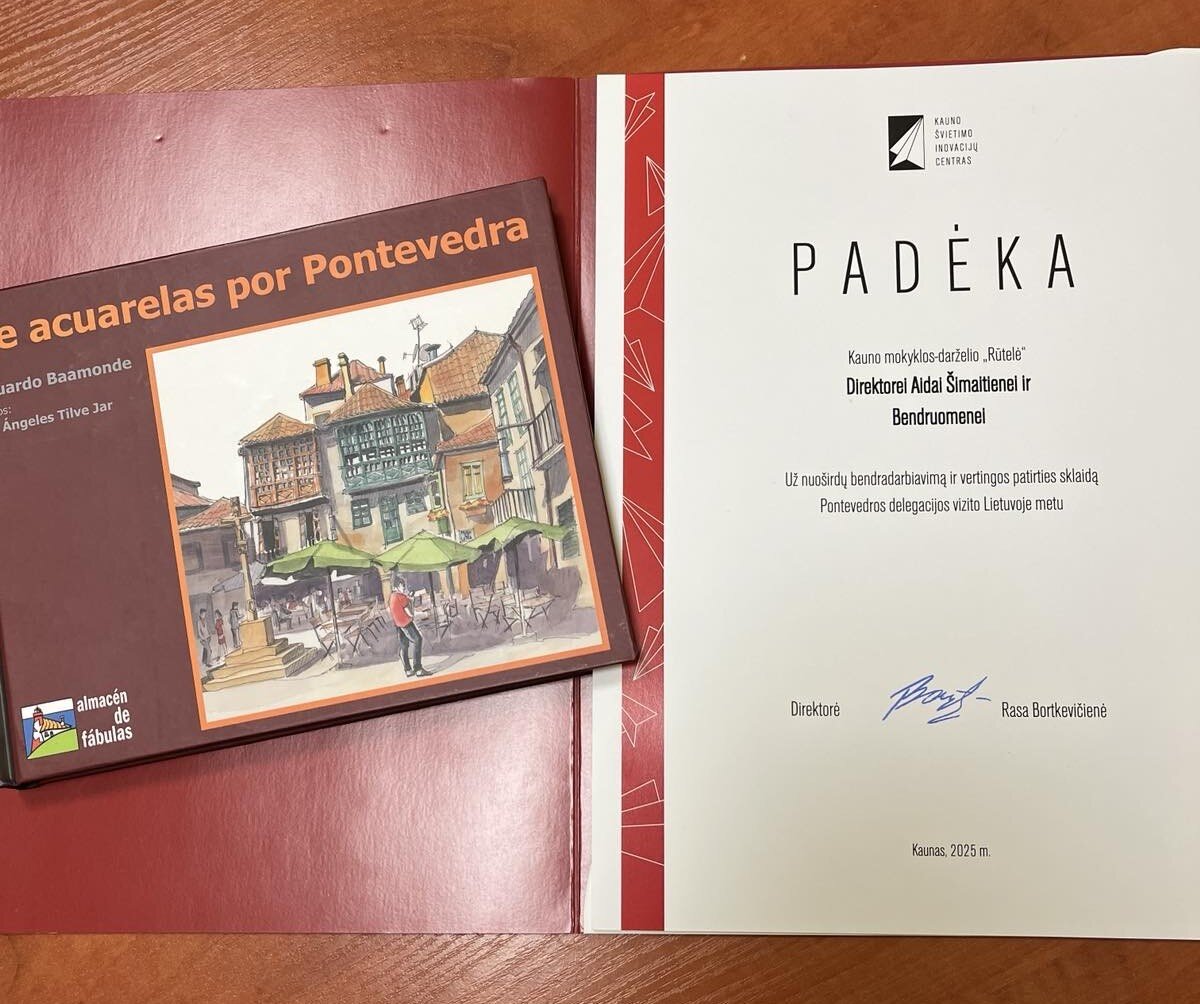 e acuarelas por Pontevedra
uardo Baamonde
os:
Ángeles Tilve Jar
almacén
de
fábulas
KAUNO
ŠVIETIMO
INOVACIJŲ
CENTRAS
PADĖKA
Kauno mokyklos-darželio „Rūtelė“
Direktorei Aidai Šimaitienei ir
Bendruomenei
Už nuoširdų bendradarbiavimą ir vertingos patirties sklaidą
Pontevedros delegacijos vizito Lietuvoje metu
Direktorė
Rasa Bortkevičienė
Kaunas, 2025 m.